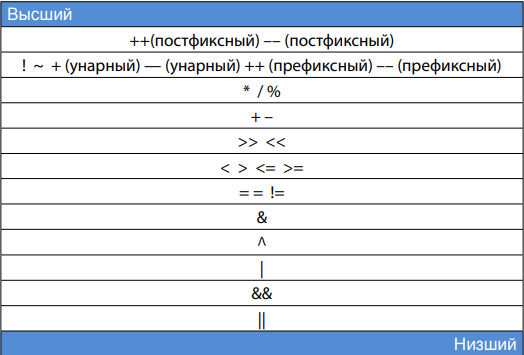 Высший
++(постфиксный) –– (постфиксный)
! ~ + (унарный) — (унарный) ++ (префиксный) –– (префиксный)
* / %
+ –
>> <<
< > <= >=
= = !=
&
^
|
&&
||
Низший